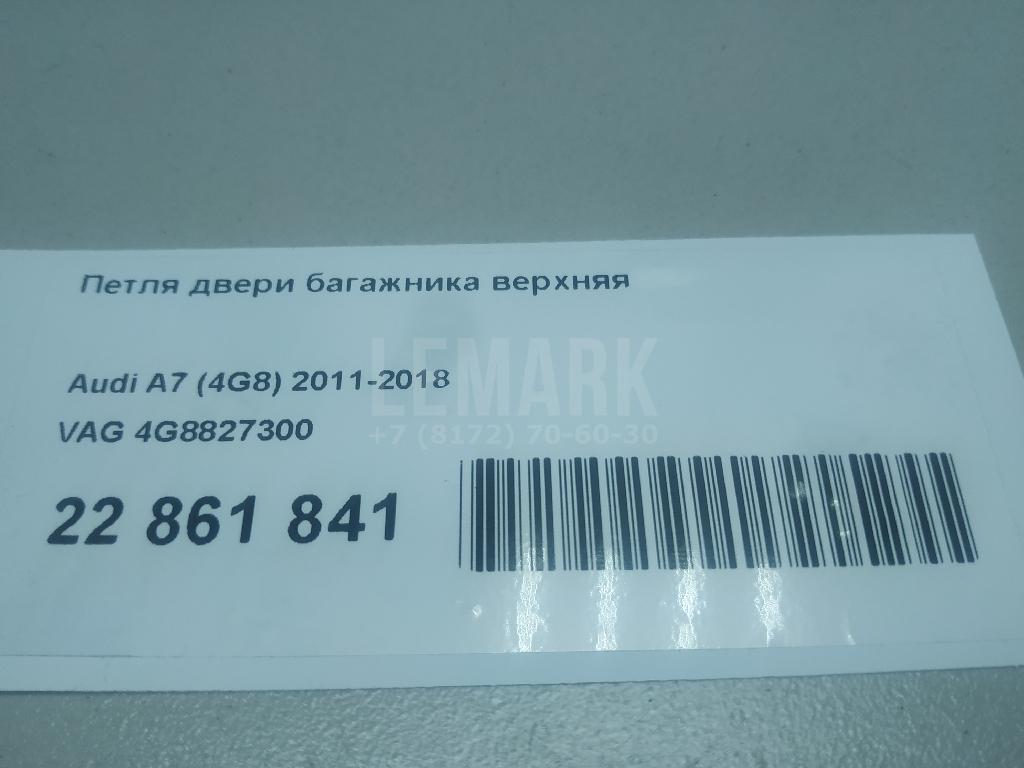 Петля двери багажника верхняя
LEMARK
Audi A7 (4G8) 2011-2018
+7 (8172) 70-60-30
VAG 4G8827300
22 861 841